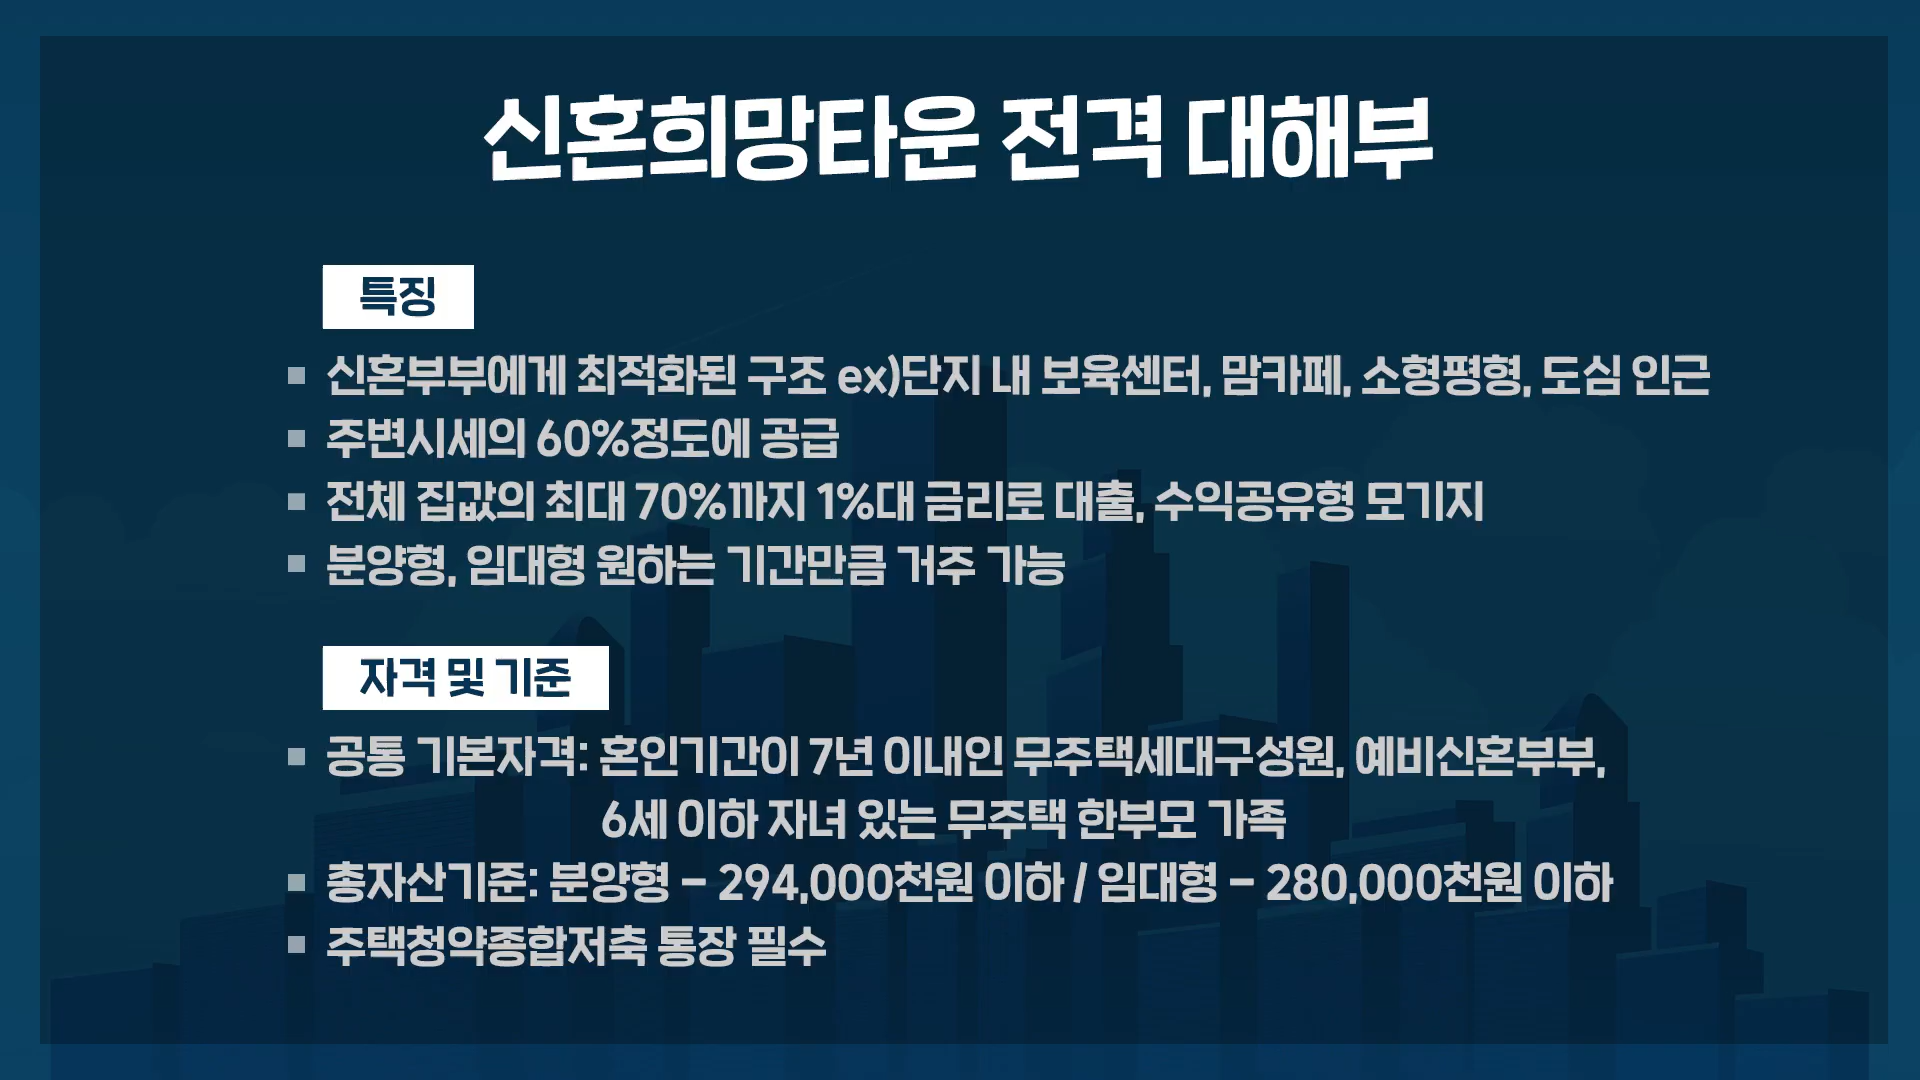 신혼희망타운 전격 대해부
특징
신혼부부에게 최적화된 구조 ex)단지 내 보육센터, 맘카페, 소형평형, 도심 인근
주변시세의 60%정도에 공급
전체 집값의 최대 70%까지 1%대 금리로 대출, 수익공유형 모기지
분양형, 임대형 원하는 기간만큼 거주 가능
자격 및 기준
공통 기본자격: 혼인기간이 7년 이내인 무주택세대구성원, 예비신혼부부,
6세 이하 자녀 있는 무주택 한부모 가족
총자산기준: 분양형 – 294,000천원 이하 / 임대형 – 280,000천원 이하
주택청약종합저축 통장 필수